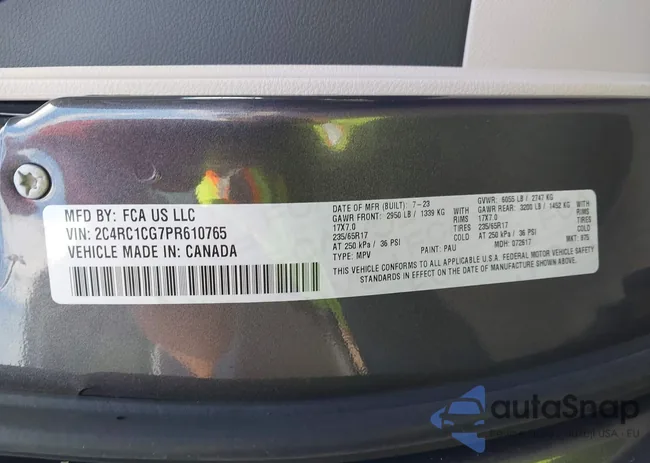 MFD BY: FCA US LLC
VIN: 2C4RC1CG7PR610765
VEHICLE MADE IN: CANADA
DATE OF MFR (BUILT): 7-23
GAWR FRONT: 2950 LB / 1339 KG
17X7.0 RIMS
235/65R17 TIRES
AT 250 kPa / 36 PSI COLD
TYPE: MPV PAINT: PAU
GVWR: 6055 LB / 2747 KG
GAWR REAR: 3200 LB / 1452 KG
17X7.0 RIMS
235/65R17 TIRES
AT 250 kPa / 36 PSI COLD
MDH: 072617
THIS VEHICLE CONFORMS TO ALL APPLICABLE U.S.A. FEDERAL MOTOR VEHICLE SAFETY
STANDARDS IN EFFECT ON THE DATE OF MANUFACTURE SHOWN ABOVE.
autoSnap
USA - EU